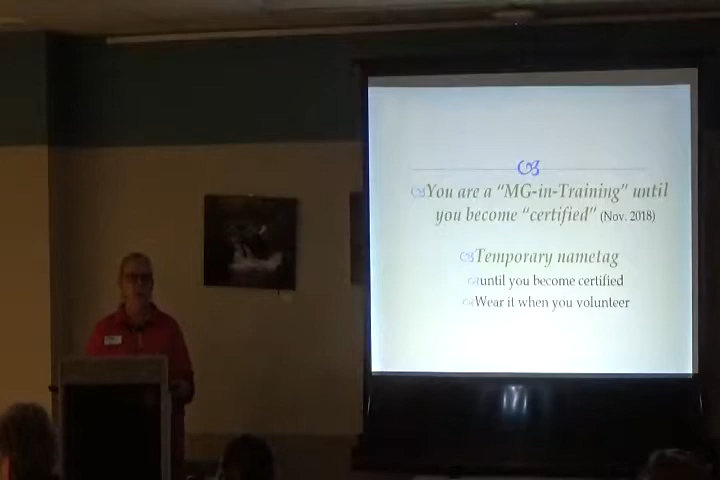 You are a “MG-in-Training” until
you become “certified” (Nov. 2018)
Temporary nametag
until you become certified
Wear it when you volunteer